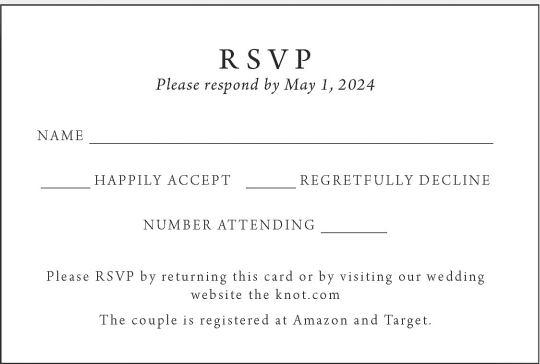 RSVP
Please respond by May 1, 2024
NAME
HAPPILY ACCEPT REGRETFULLY DECLINE
NUMBER ATTENDING
Please RSVP by returning this card or by visiting our wedding
website the knot.com
The couple is registered at Amazon and Target.